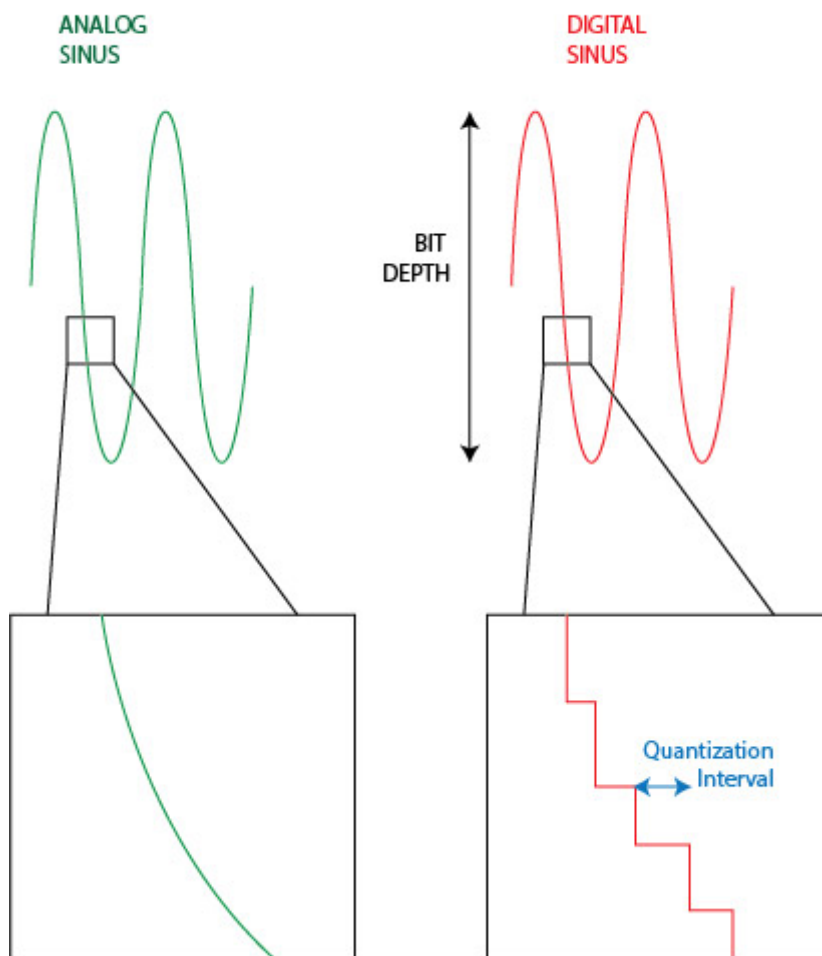 ANALOG
SINUS
DIGITAL
SINUS
BIT
DEPTH
Quantization
Interval